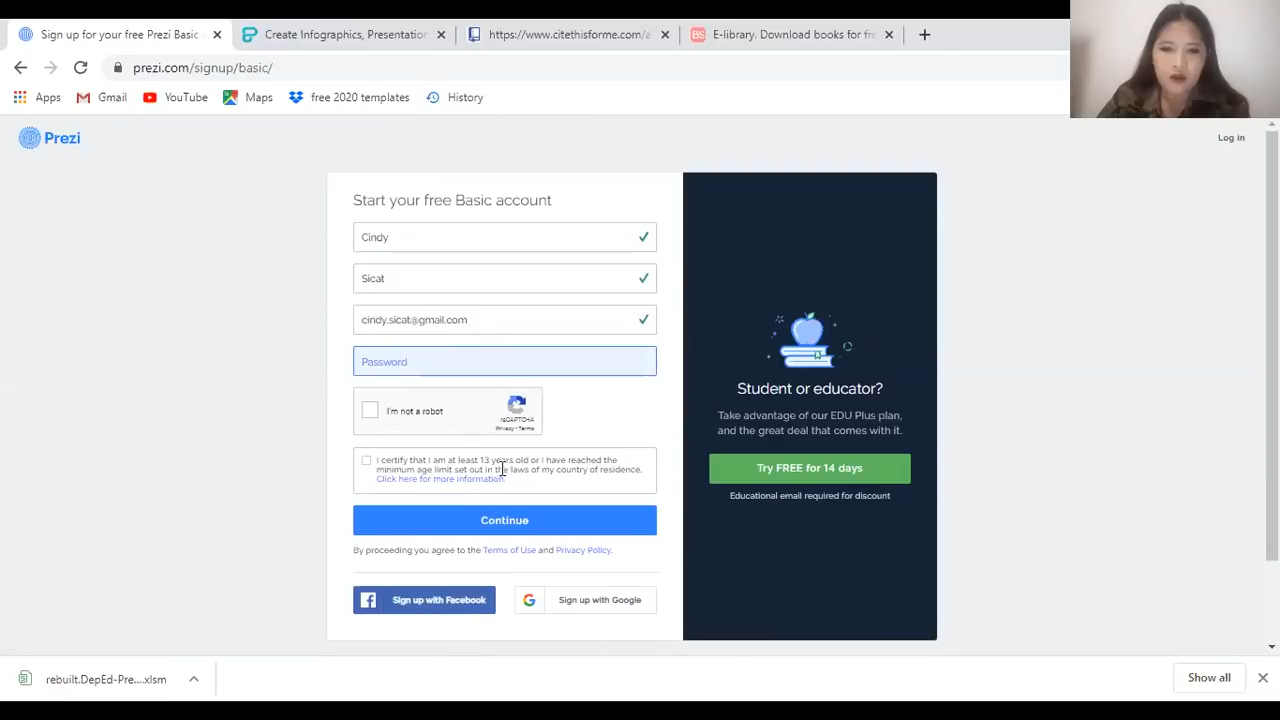 Sign up for your free Prezi Basic
Create Infographics, Presentatio
https://www.citethisforme.com/a
E-library. Download books for fre
prezi.com/signup/basic/
Apps
Gmail
YouTube
Maps
free 2020 templates
History
Prezi
Log in
Start your free Basic account
Cindy
Sicat
cindy.sicat@gmail.com
Password
I'm not a robot
reCAPTCHA
Privacy - Terms
I certify that I am at least 13 years old or I have reached the
minimum age limit set out in the laws of my country of residence.
Click here for more information.
Continue
By proceeding you agree to the Terms of Use and Privacy Policy.
Sign up with Facebook
Sign up with Google
Student or educator?
Take advantage of our EDU Plus plan,
and the great deal that comes with it.
Try FREE for 14 days
Educational email required for discount
rebuilt.DepEd-Pre....xlsm
Show all